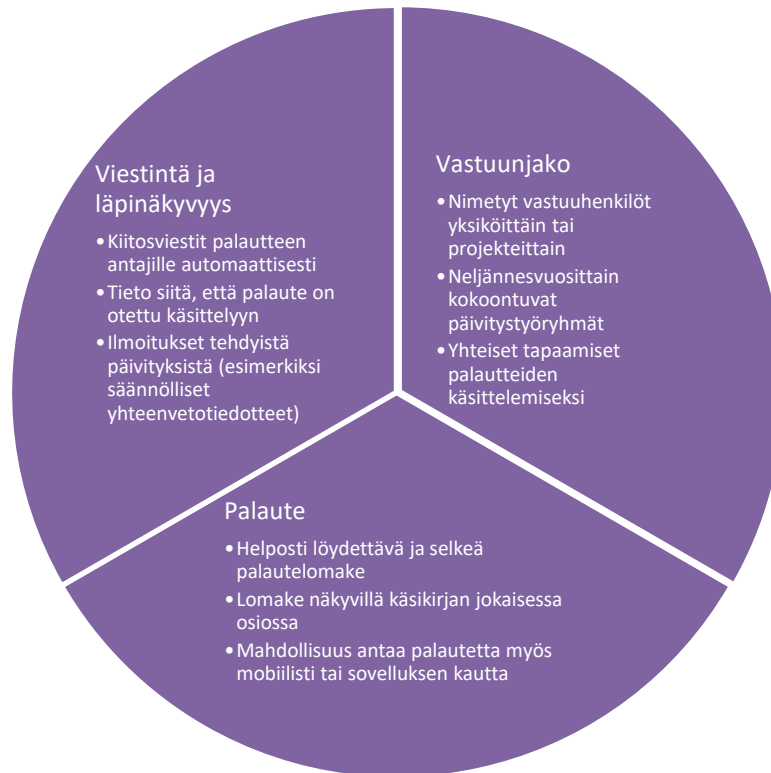 Viestintä ja
läpinäkyvyys
•Kiitosviestit palautteen
antajille automaattisesti
•Tieto siitä, että palaute on
otettu käsittelyyn
•Ilmoitukset tehdyistä
päivityksistä (esimerkiksi
säännölliset
yhteenvetotiedotteet)
Vastuunjako
•Nimetyt vastuuhenkilöt
yksiköittäin tai
projekteittain
•Neljännesvuosittain
kokoontuvat
päivitystyöryhmät
•Yhteiset tapaamiset
palautteiden
käsittelemiseksi
Palaute
•Helposti löydettävä ja selkeä
palautelomake
•Lomake näkyvillä käsikirjan jokaisessa
osiossa
•Mahdollisuus antaa palautetta myös
mobiilisti tai sovelluksen kautta